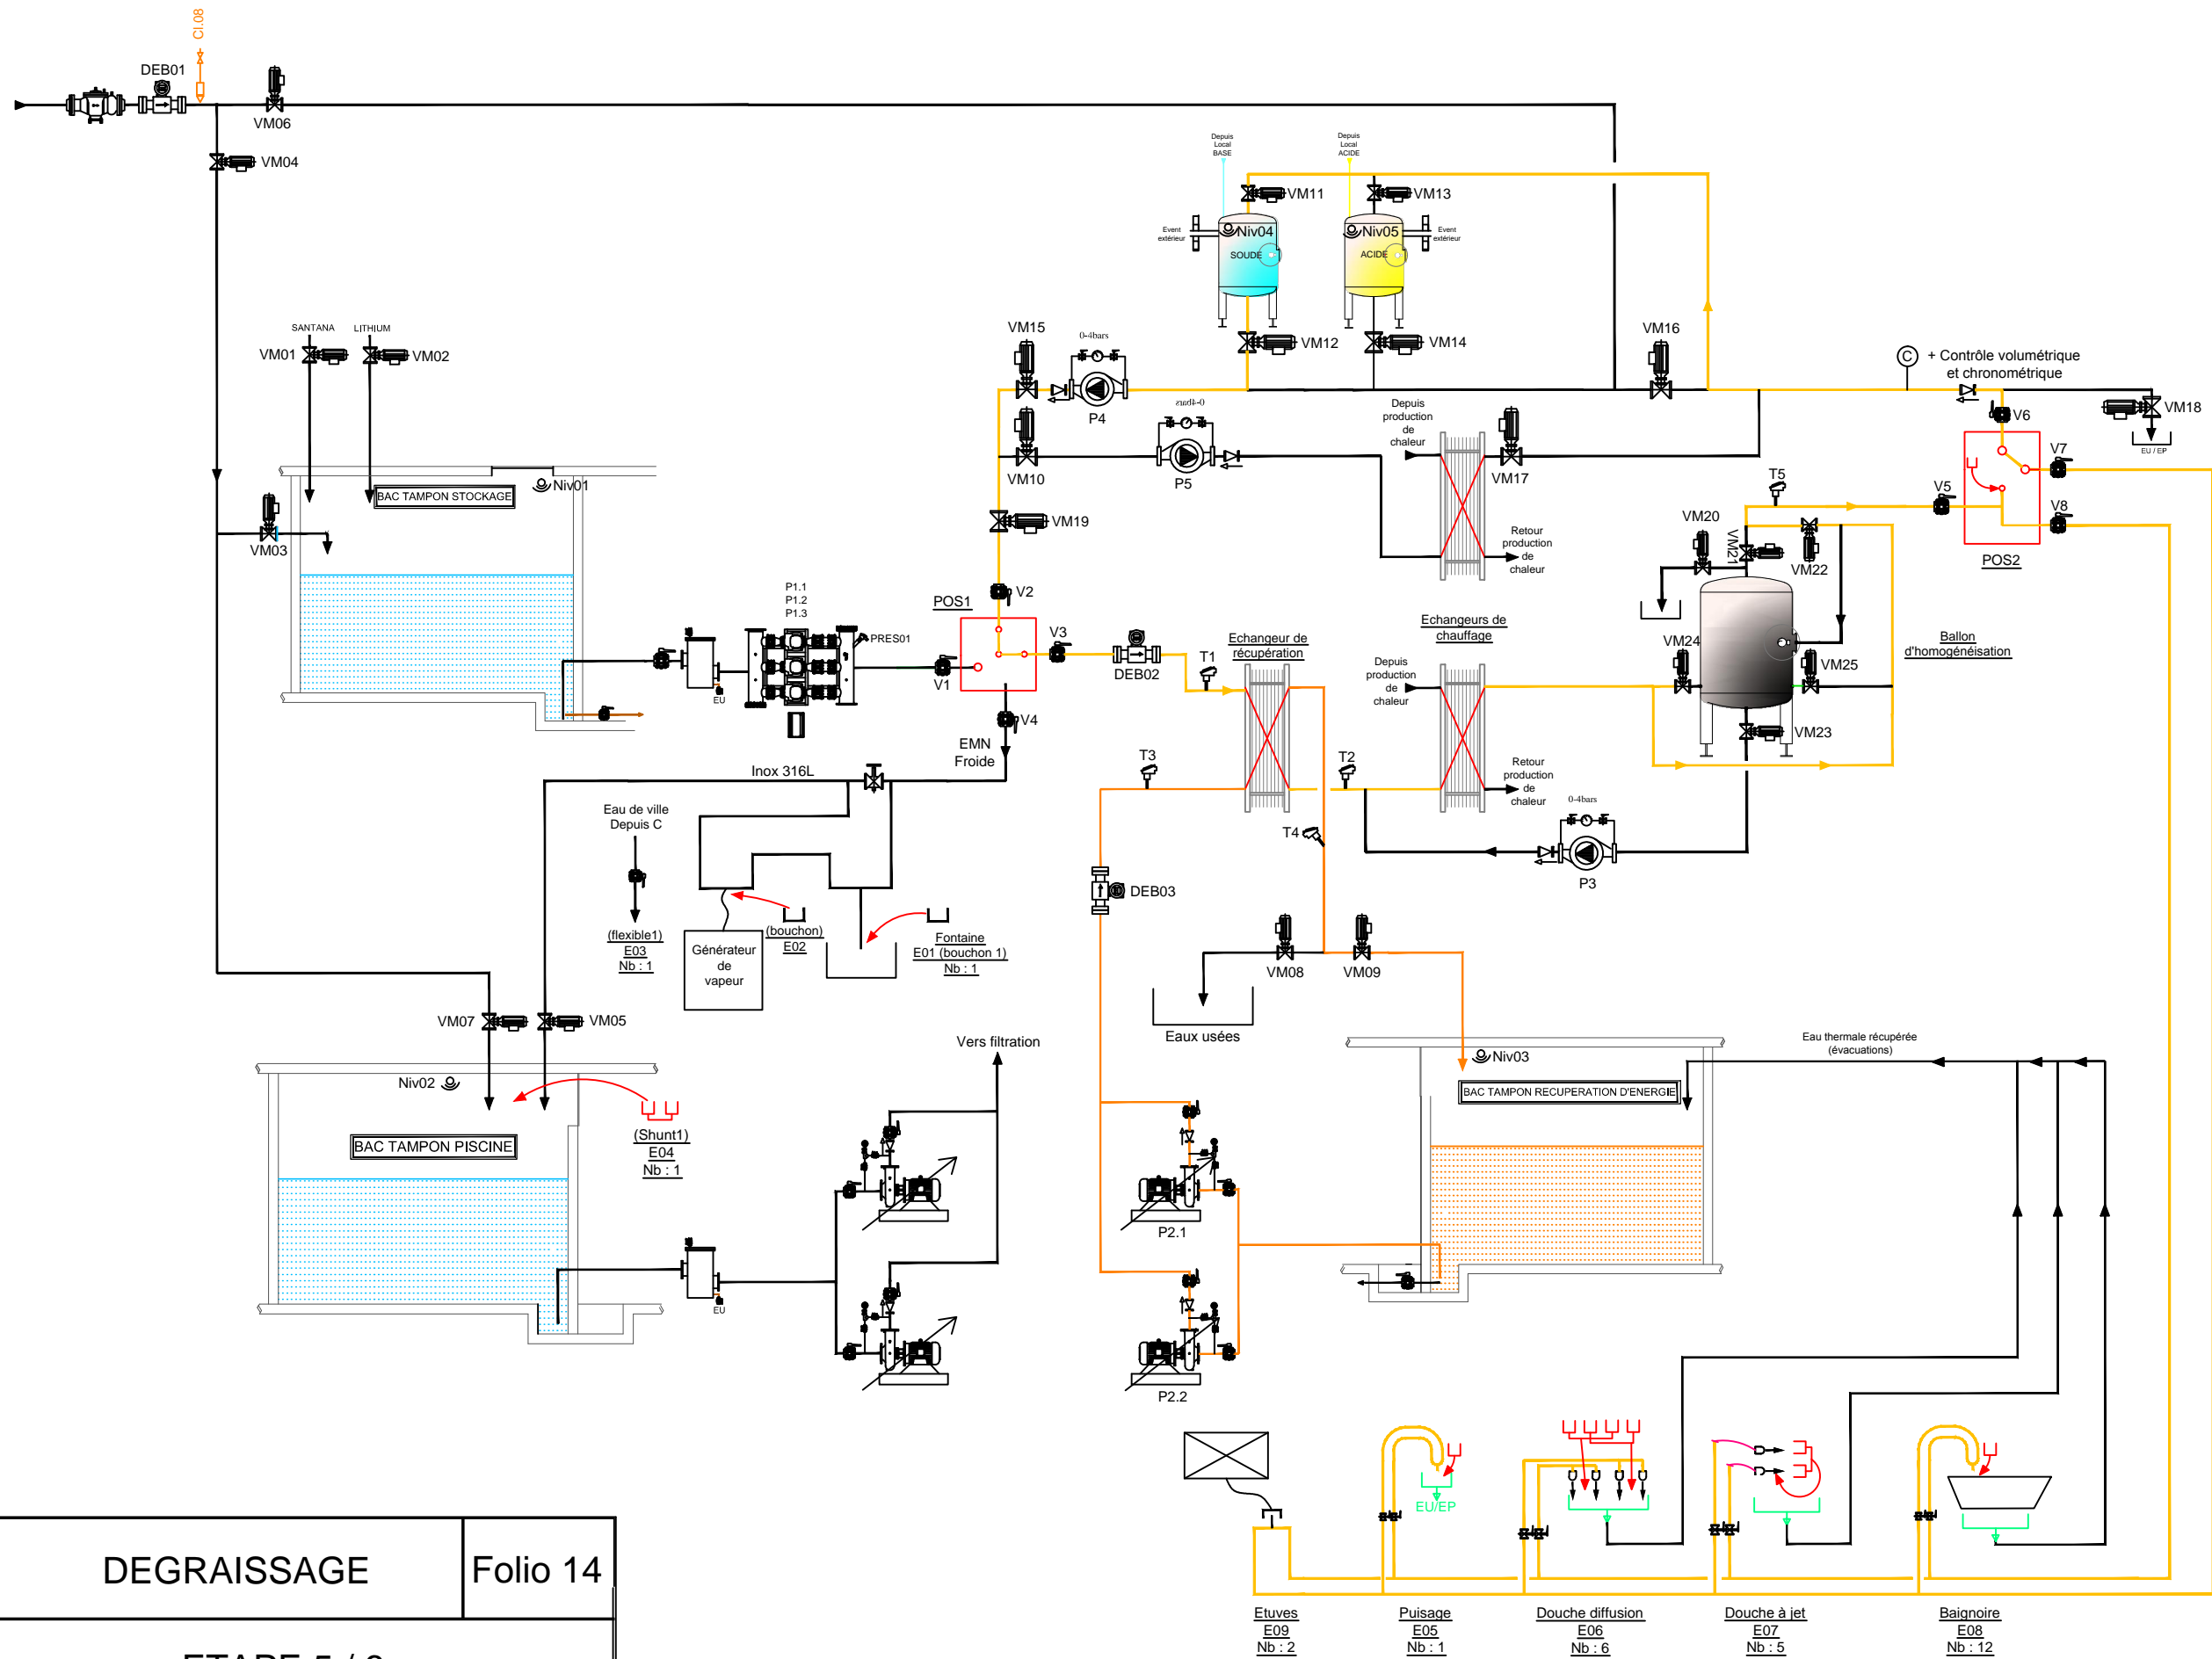 Cl.08
DEB01
VM06
VM04
Depuis
Local
BASE
Depuis
Local
ACIDE
VM11
VM13
Event
extérieur
Niv04
SOUDE
Niv05
ACIDE
Event
extérieur
SANTANA
LITHIUM
VM01
VM02
VM15
0-4bars
P4
VM12
VM14
VM16
C
+ Contrôle volumétrique
et chronométrique
VM18
EU / EP
V6
V7
V5
V8
POS2
BAC TAMPON STOCKAGE
Niv01
VM03
VM10
0-4bars
P5
Depuis
production
de
chaleur
VM17
Retour
production
de
chaleur
VM19
T5
VM20
VM21
VM22
P1.1
P1.2
P1.3
PRES01
EU
POS1
V2
V3
V1
V4
DEB02
T1
Echangeur de
récupération
Echangeurs de
chauffage
Depuis
production
de
chaleur
Retour
production
de
chaleur
VM24
VM25
VM23
Ballon
d'homogénéisation
EMN
Froide
Inox 316L
T3
T2
T4
0-4bars
P3
Eau de ville
Depuis C
(flexible1)
E03
Nb : 1
Générateur
de
vapeur
(bouchon)
E02
Fontaine
E01 (bouchon 1)
Nb : 1
DEB03
VM08
VM09
Eaux usées
VM07
VM05
Niv02
BAC TAMPON PISCINE
(Shunt1)
E04
Nb : 1
EU
Vers filtration
Niv03
BAC TAMPON RECUPERATION D'ENERGIE
Eau thermale récupérée
(évacuations)
P2.1
P2.2
EU/EP
Etuves
E09
Nb : 2
Puisage
E05
Nb : 1
Douche diffusion
E06
Nb : 6
Douche à jet
E07
Nb : 5
Baignoire
E08
Nb : 12
DEGRAISSAGE
Folio 14